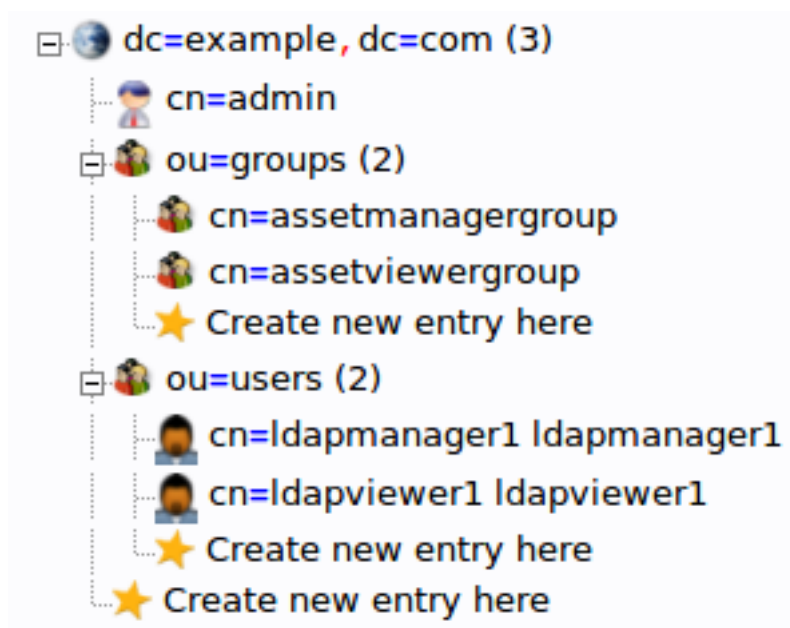 dc=example, dc=com (3)
cn=admin
ou=groups (2)
cn=assetmanagergroup
cn=assetviewergroup
Create new entry here
ou=users (2)
cn=ldapmanager1 ldapmanager1
cn=ldapviewer1 ldapviewer1
Create new entry here
Create new entry here